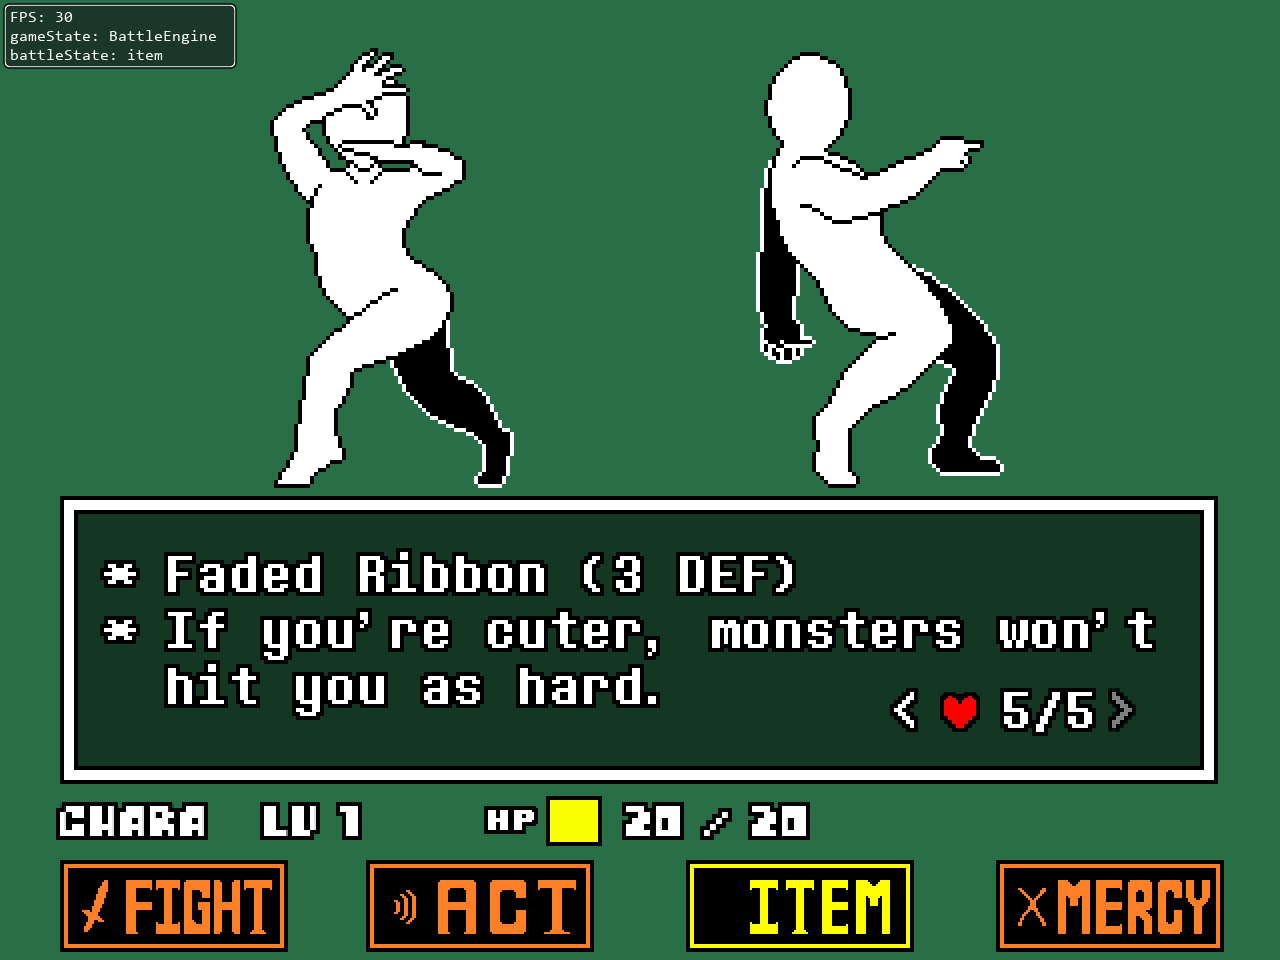 FPS: 30
gameState: BattleEngine
battleState: item
* Faded Ribbon (3 DEF)
* If you're cuter, monsters won't
hit you as hard.
< 5/5 >
CHARA LV 1 HP 20 / 20
FIGHT ACT ITEM MERCY